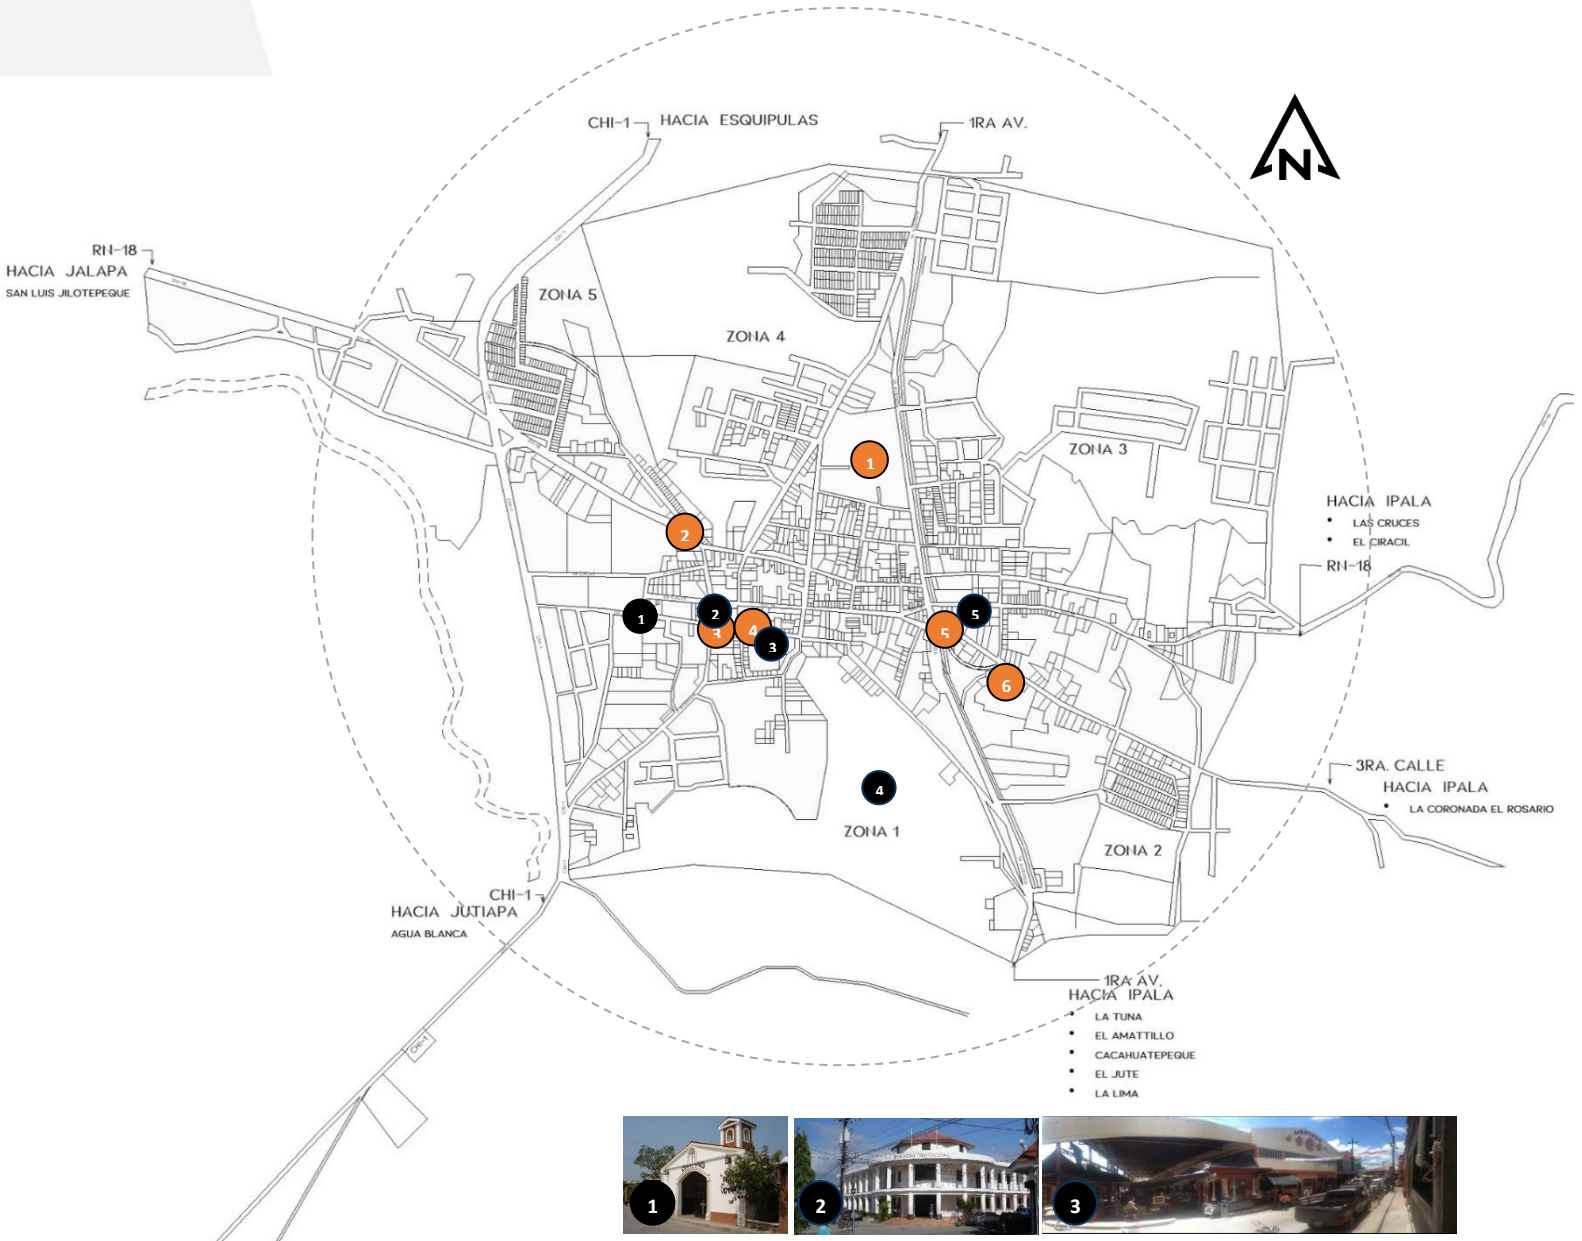 CHI-1
HACIA ESQUIPULAS
1RA AV.
N
RN-18
HACIA JALAPA
SAN LUIS JILOTEPEQUE
ZONA 5
ZONA 4
ZONA 3
1
2
HACIA IPALA
• LAS CRUCES
• EL CIRACIL
RN-18
1
2
3
4
3
5
5
6
4
ZONA 1
3RA. CALLE
HACIA IPALA
• LA CORONADA EL ROSARIO
ZONA 2
CHI-1
HACIA JUTIAPA
AGUA BLANCA
1RA AV.
HACIA IPALA
• LA TUNA
• EL AMATTILLO
• CACAHUATEPEQUE
• EL JUTE
• LA LIMA
CHI-1
1
2
3